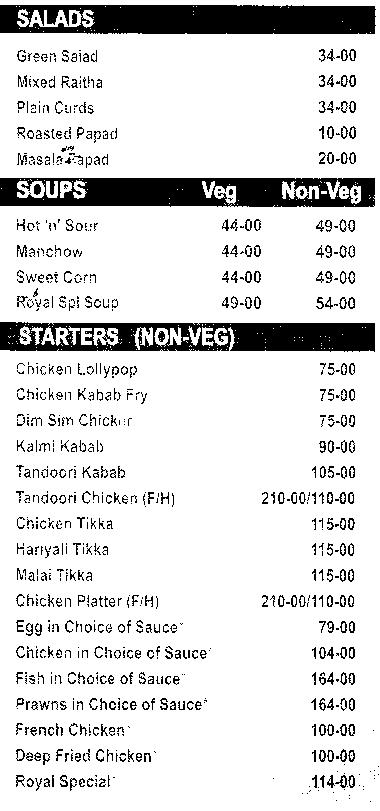 SALADS
Green Salad 34-00
Mixed Raitha 34-00
Plain Curds 34-00
Roasted Papad 10-00
Masala Papad 20-00
SOUPS Veg Non-Veg
Hot 'n' Sour 44-00 49-00
Manchow 44-00 49-00
Sweet Corn 44-00 49-00
Royal Spl Soup 49-00 54-00
STARTERS (NON-VEG)
Chicken Lollypop 75-00
Chicken Kabab Fry 75-00
Dim Sim Chicken 75-00
Kalmi Kabab 90-00
Tandoori Kabab 105-00
Tandoori Chicken (F/H) 210-00/110-00
Chicken Tikka 115-00
Hariyali Tikka 115-00
Malai Tikka 115-00
Chicken Platter (F/H) 210-00/110-00
Egg in Choice of Sauce* 79-00
Chicken in Choice of Sauce* 104-00
Fish in Choice of Sauce* 164-00
Prawns in Choice of Sauce* 164-00
French Chicken* 100-00
Deep Fried Chicken* 100-00
Royal Special* 114-00